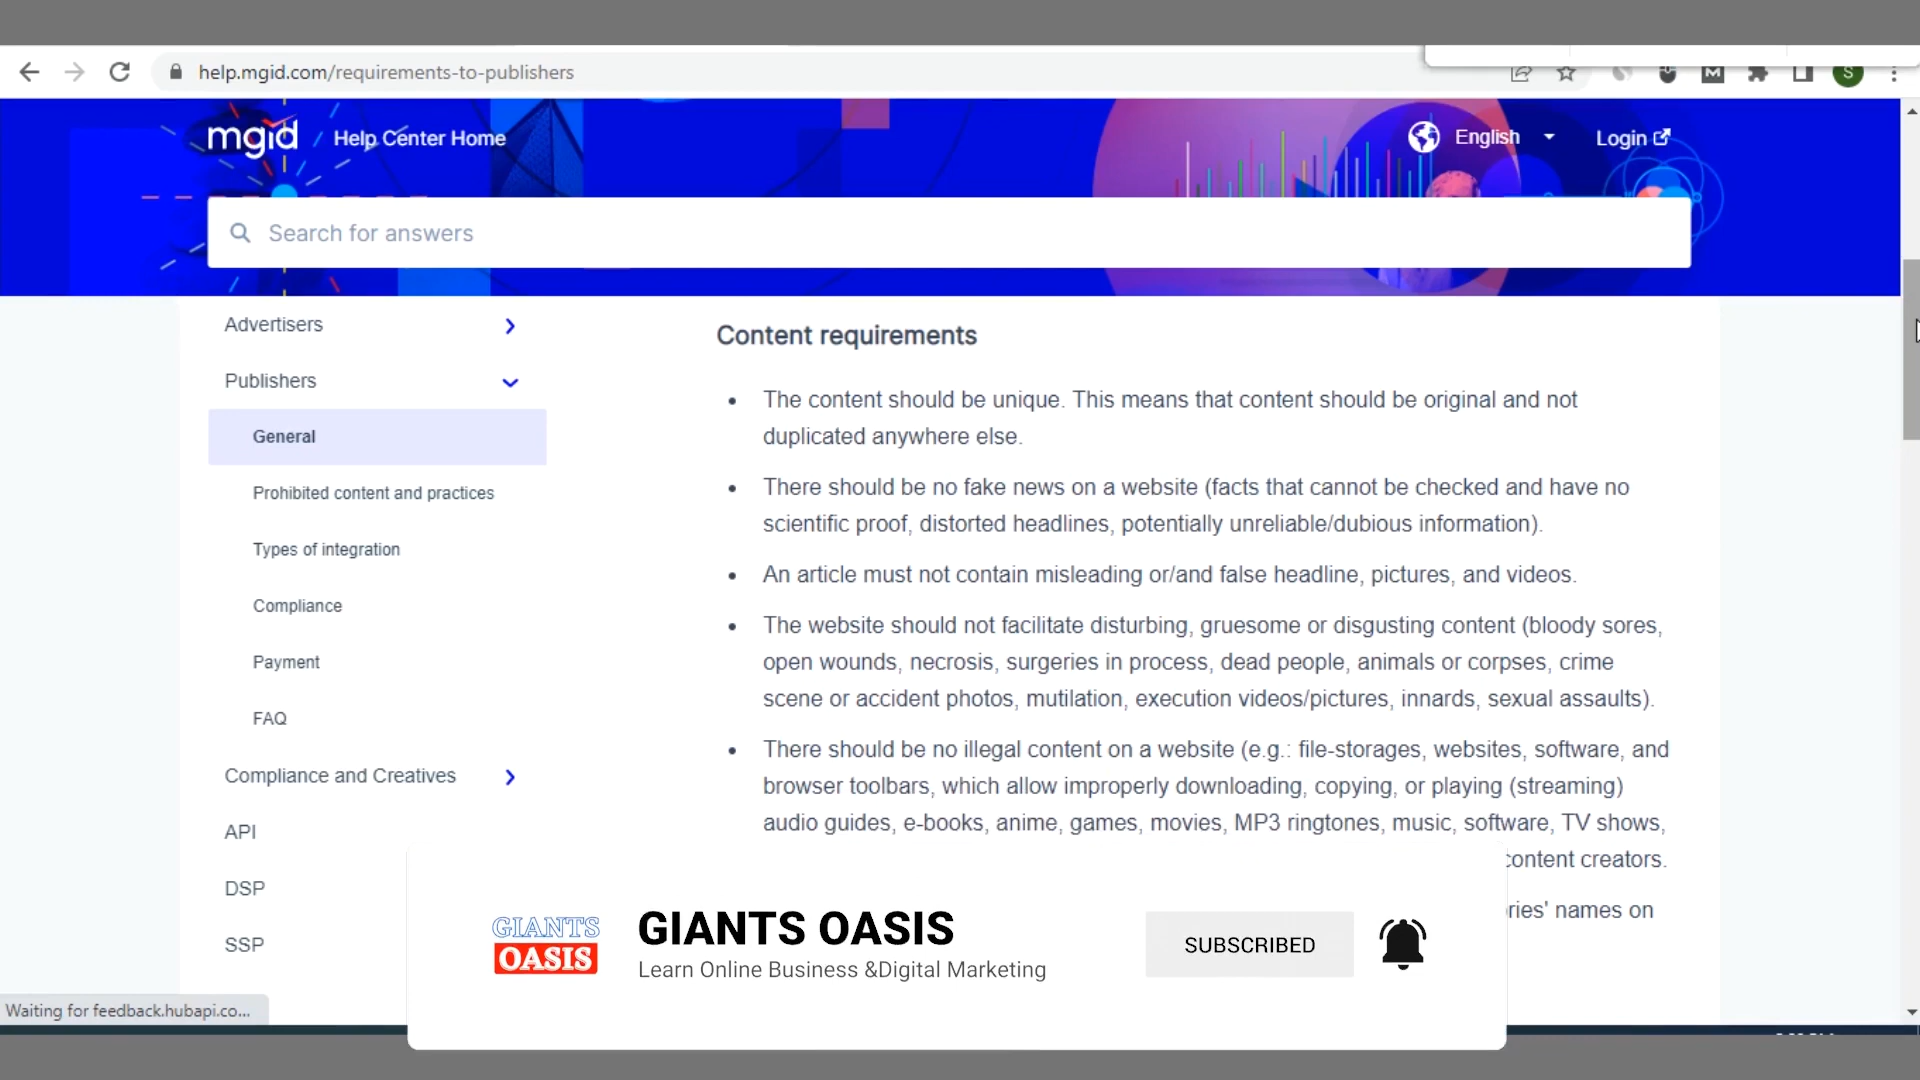 help.mgid.com/requirements-to-publishers
M
S
mgid / Help Center Home
English
Login
Search for answers
Advertisers
Publishers
General
Prohibited content and practices
Types of integration
Compliance
Payment
FAQ
Compliance and Creatives
API
DSP
SSP
Content requirements
• The content should be unique. This means that content should be original and not
duplicated anywhere else.
• There should be no fake news on a website (facts that cannot be checked and have no
scientific proof, distorted headlines, potentially unreliable/dubious information).
• An article must not contain misleading or/and false headline, pictures, and videos.
• The website should not facilitate disturbing, gruesome or disgusting content (bloody sores,
open wounds, necrosis, surgeries in process, dead people, animals or corpses, crime
scene or accident photos, mutilation, execution videos/pictures, innards, sexual assaults).
• There should be no illegal content on a website (e.g.: file-storages, websites, software, and
browser toolbars, which allow improperly downloading, copying, or playing (streaming)
audio guides, e-books, anime, games, movies, MP3 ringtones, music, software, TV shows,
content creators.
ries' names on
GIANTS
OASIS
GIANTS OASIS
Learn Online Business &Digital Marketing
SUBSCRIBED
Waiting for feedback.hubapi.co...